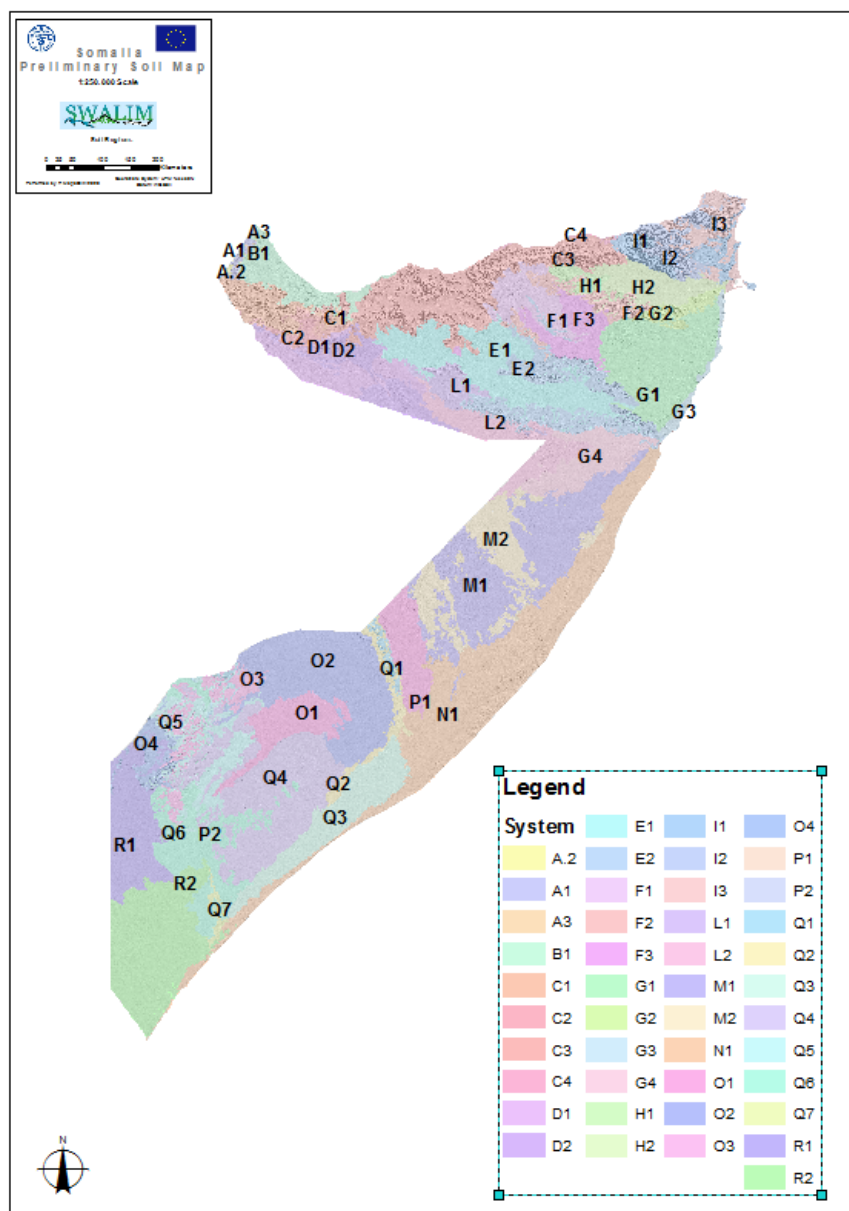 Somalia
Preliminary Soil Map
1:250.000 Scale
SWALIM
Soil Regions
A3
A1
B1
A.2
C4
C3
I1
I3
I2
H1
H2
C1
C2
D1
D2
F1
F3
F2
G2
E1
E2
L1
G1
G3
L2
G4
M2
M1
O2
Q1
O3
P1
N1
O1
Q5
O4
Q4
Q2
Q3
Q6
P2
R1
R2
Q7
N
Legend
System
A.2
A1
A3
B1
C1
C2
C3
C4
D1
D2
E1
E2
F1
F2
F3
G1
G2
G3
G4
H1
H2
I1
I2
I3
L1
L2
M1
M2
N1
O1
O2
O3
O4
P1
P2
Q1
Q2
Q3
Q4
Q5
Q6
Q7
R1
R2